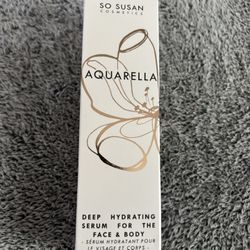 SO SUSAN
COSMETICS
AQUARELLA
DEEP HYDRATING
SERUM FOR THE
FACE & BODY
- SÉRUM HYDRATANT POUR
LE VISAGE ET CORPS -